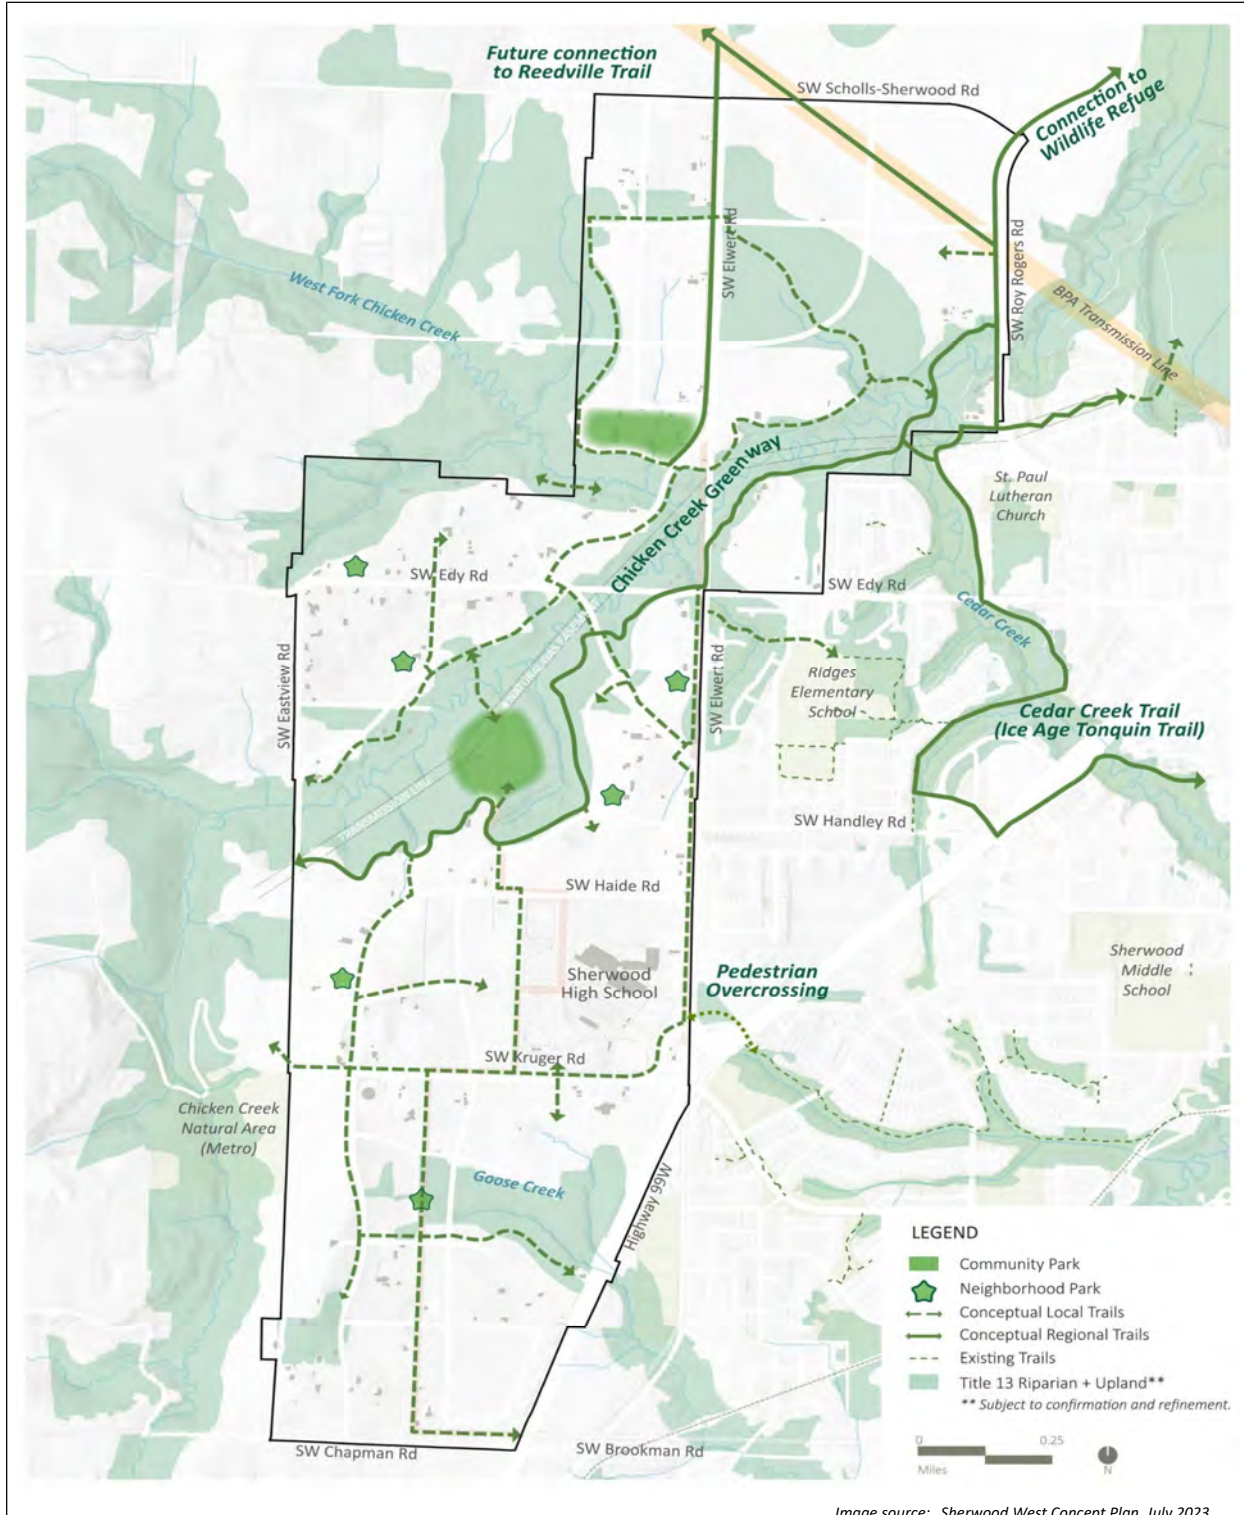 Future connection
to Reedville Trail
SW Scholls-Sherwood Rd
Connection to
Wildlife Refuge
SW Elwert Rd
SW Roy Rogers Rd
West Fork Chicken Creek
BPA Transmission Line
Chicken Creek Greenway
St. Paul
Lutheran
Church
SW Edy Rd
SW Edy Rd
Cedar Creek
SW Eastview Rd
SW Elwert Rd
Ridges
Elementary
School
Cedar Creek Trail
(Ice Age Tonquin Trail)
TRANSMISSION LINE
SW Handley Rd
SW Haide Rd
Sherwood
High School
Pedestrian
Overcrossing
Sherwood
Middle
School
SW Kruger Rd
Chicken Creek
Natural Area
(Metro)
Goose Creek
Highway 99W
LEGEND
Community Park
Neighborhood Park
Conceptual Local Trails
Conceptual Regional Trails
Existing Trails
Title 13 Riparian + Upland**
** Subject to confirmation and refinement.
0 0.25
Miles
N
SW Chapman Rd
SW Brookman Rd
Image source: Sherwood West Concept Plan, July 2023